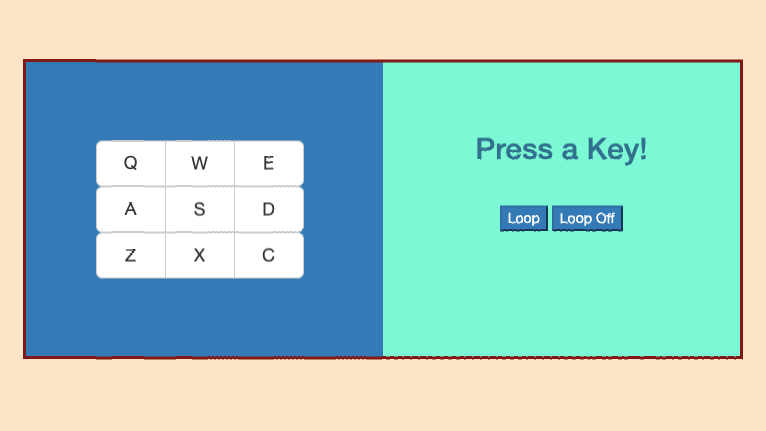 Q W E
A S D
Z X C
Press a Key!
Loop Loop Off